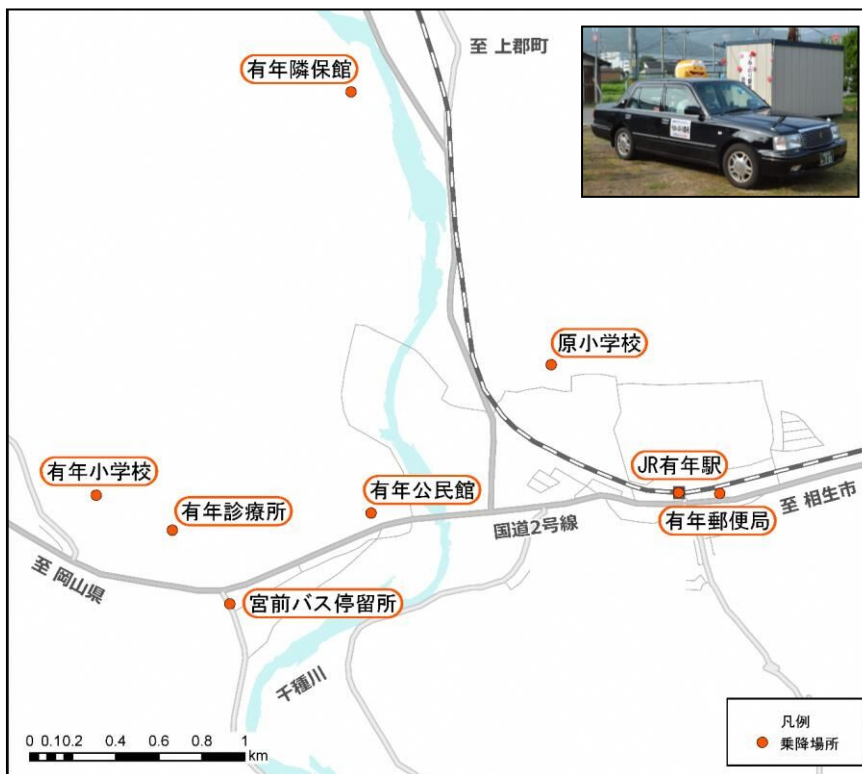 至 上郡町
有年隣保館
原小学校
有年小学校
有年公民館
JR有年駅
有年診療所
国道2号線
有年郵便局
至 相生市
至 岡山県
宮前バス停留所
千種川
凡例
乗降場所
0 0.10.2 0.4 0.6 0.8 1
km